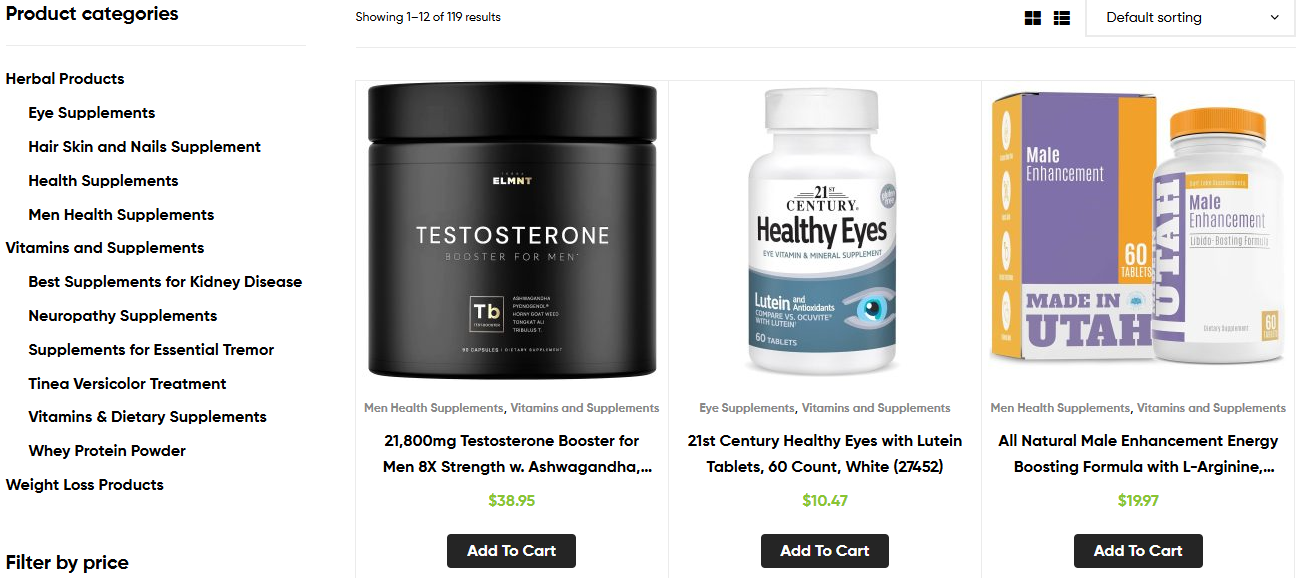 Product categories
Showing 1–12 of 119 results
Default sorting
Herbal Products
Eye Supplements
Hair Skin and Nails Supplement
Health Supplements
Men Health Supplements
Vitamins and Supplements
Best Supplements for Kidney Disease
Neuropathy Supplements
Supplements for Essential Tremor
Tinea Versicolor Treatment
Vitamins & Dietary Supplements
Whey Protein Powder
Weight Loss Products
Filter by price
ELMNT
TESTOSTERONE
BOOSTER FOR MEN
Tb
ASHWAGANDHA
PYCNOGENOL®
HORNY GOAT WEED
TONGKAT ALI
TRIBULUS T.
90 CAPSULES | DIETARY SUPPLEMENT
Men Health Supplements, Vitamins and Supplements
21,800mg Testosterone Booster for
Men 8X Strength w. Ashwagandha,...
$38.95
Add To Cart
21ST
CENTURY®
gluten free
Healthy Eyes
EYE VITAMIN & MINERAL SUPPLEMENT
Lutein and
Antioxidants
COMPARE VS. OCUVITE®
WITH LUTEIN
60 TABLETS
Eye Supplements, Vitamins and Supplements
21st Century Healthy Eyes with Lutein
Tablets, 60 Count, White (27452)
$10.47
Add To Cart
Male
Enhancement
60
TABLETS
MADE IN
UTAH
UTAH
Male
Enhancement
Libido-Bosting Formula
Dietary Supplement
60
TABLETS
Men Health Supplements, Vitamins and Supplements
All Natural Male Enhancement Energy
Boosting Formula with L-Arginine,...
$19.97
Add To Cart